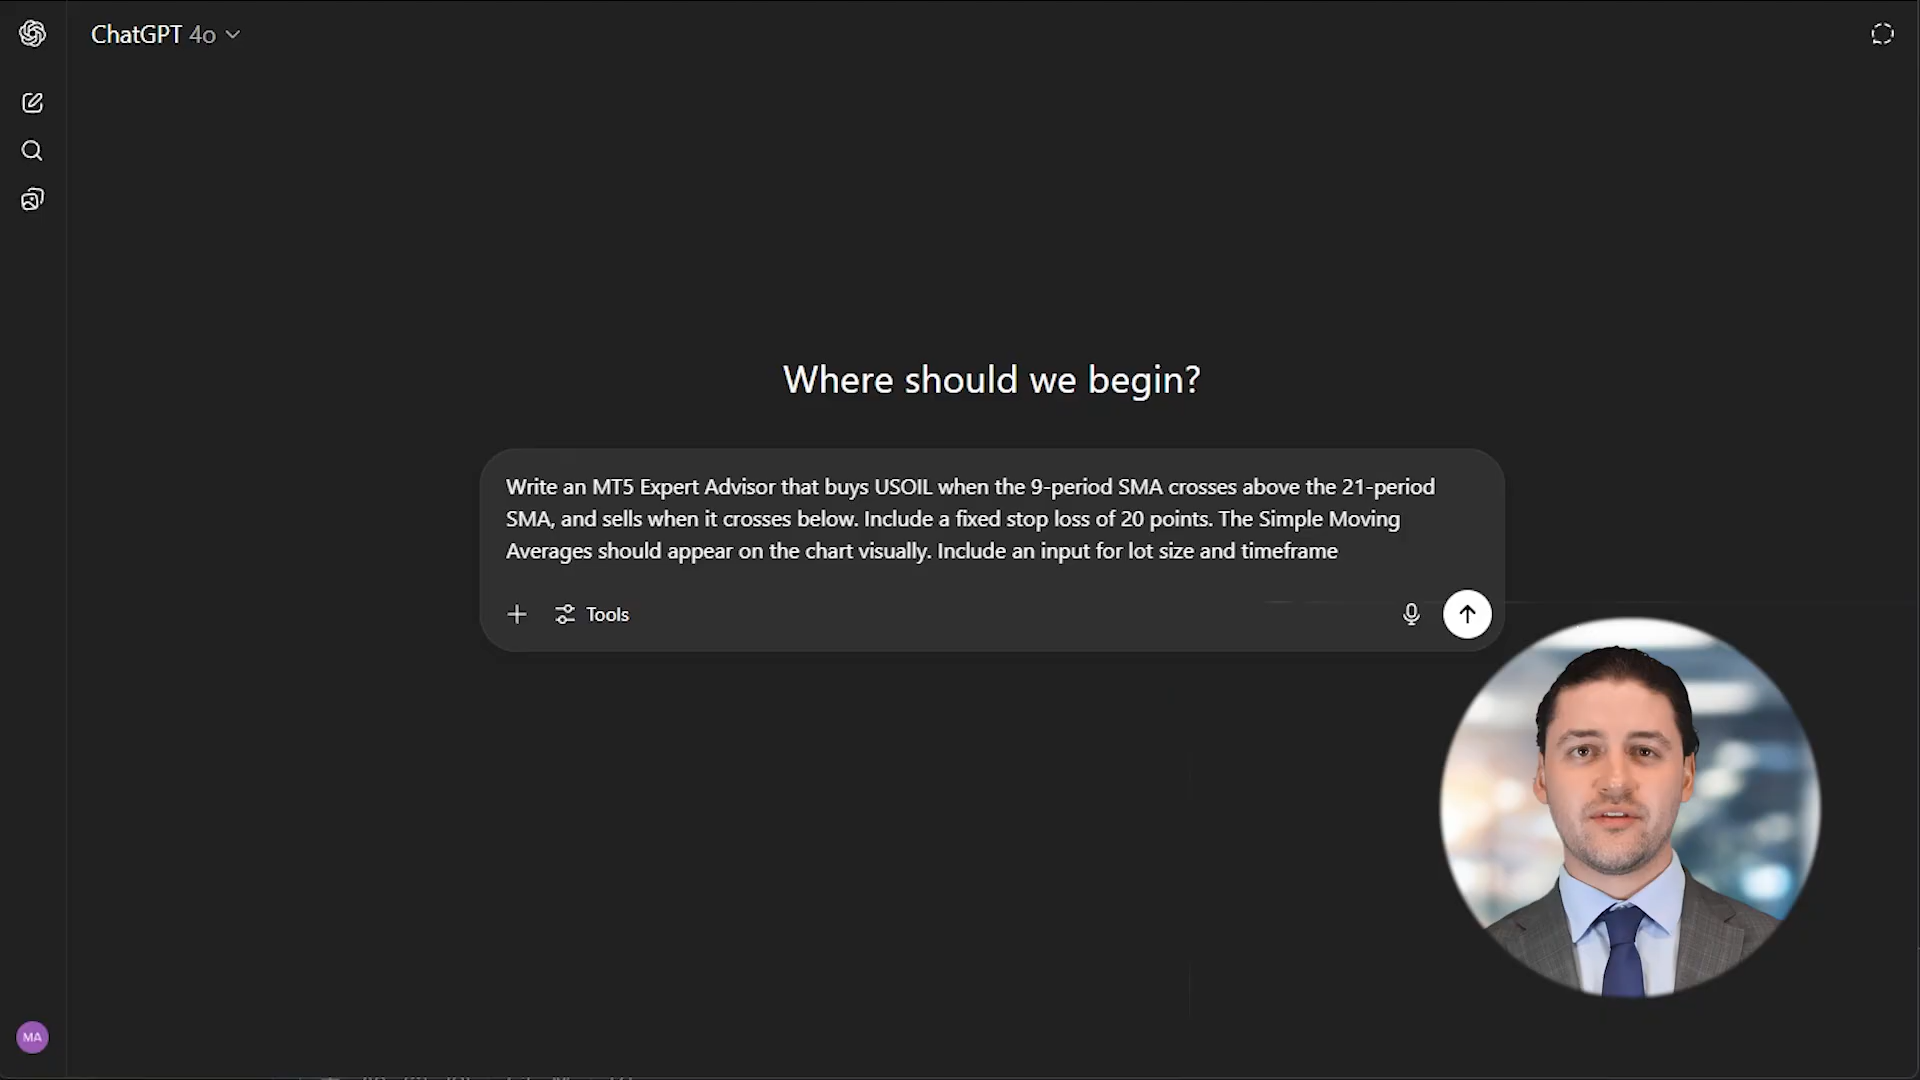 ChatGPT 4o
Where should we begin?
Write an MT5 Expert Advisor that buys USOIL when the 9-period SMA crosses above the 21-period
SMA, and sells when it crosses below. Include a fixed stop loss of 20 points. The Simple Moving
Averages should appear on the chart visually. Include an input for lot size and timeframe
Tools
MA